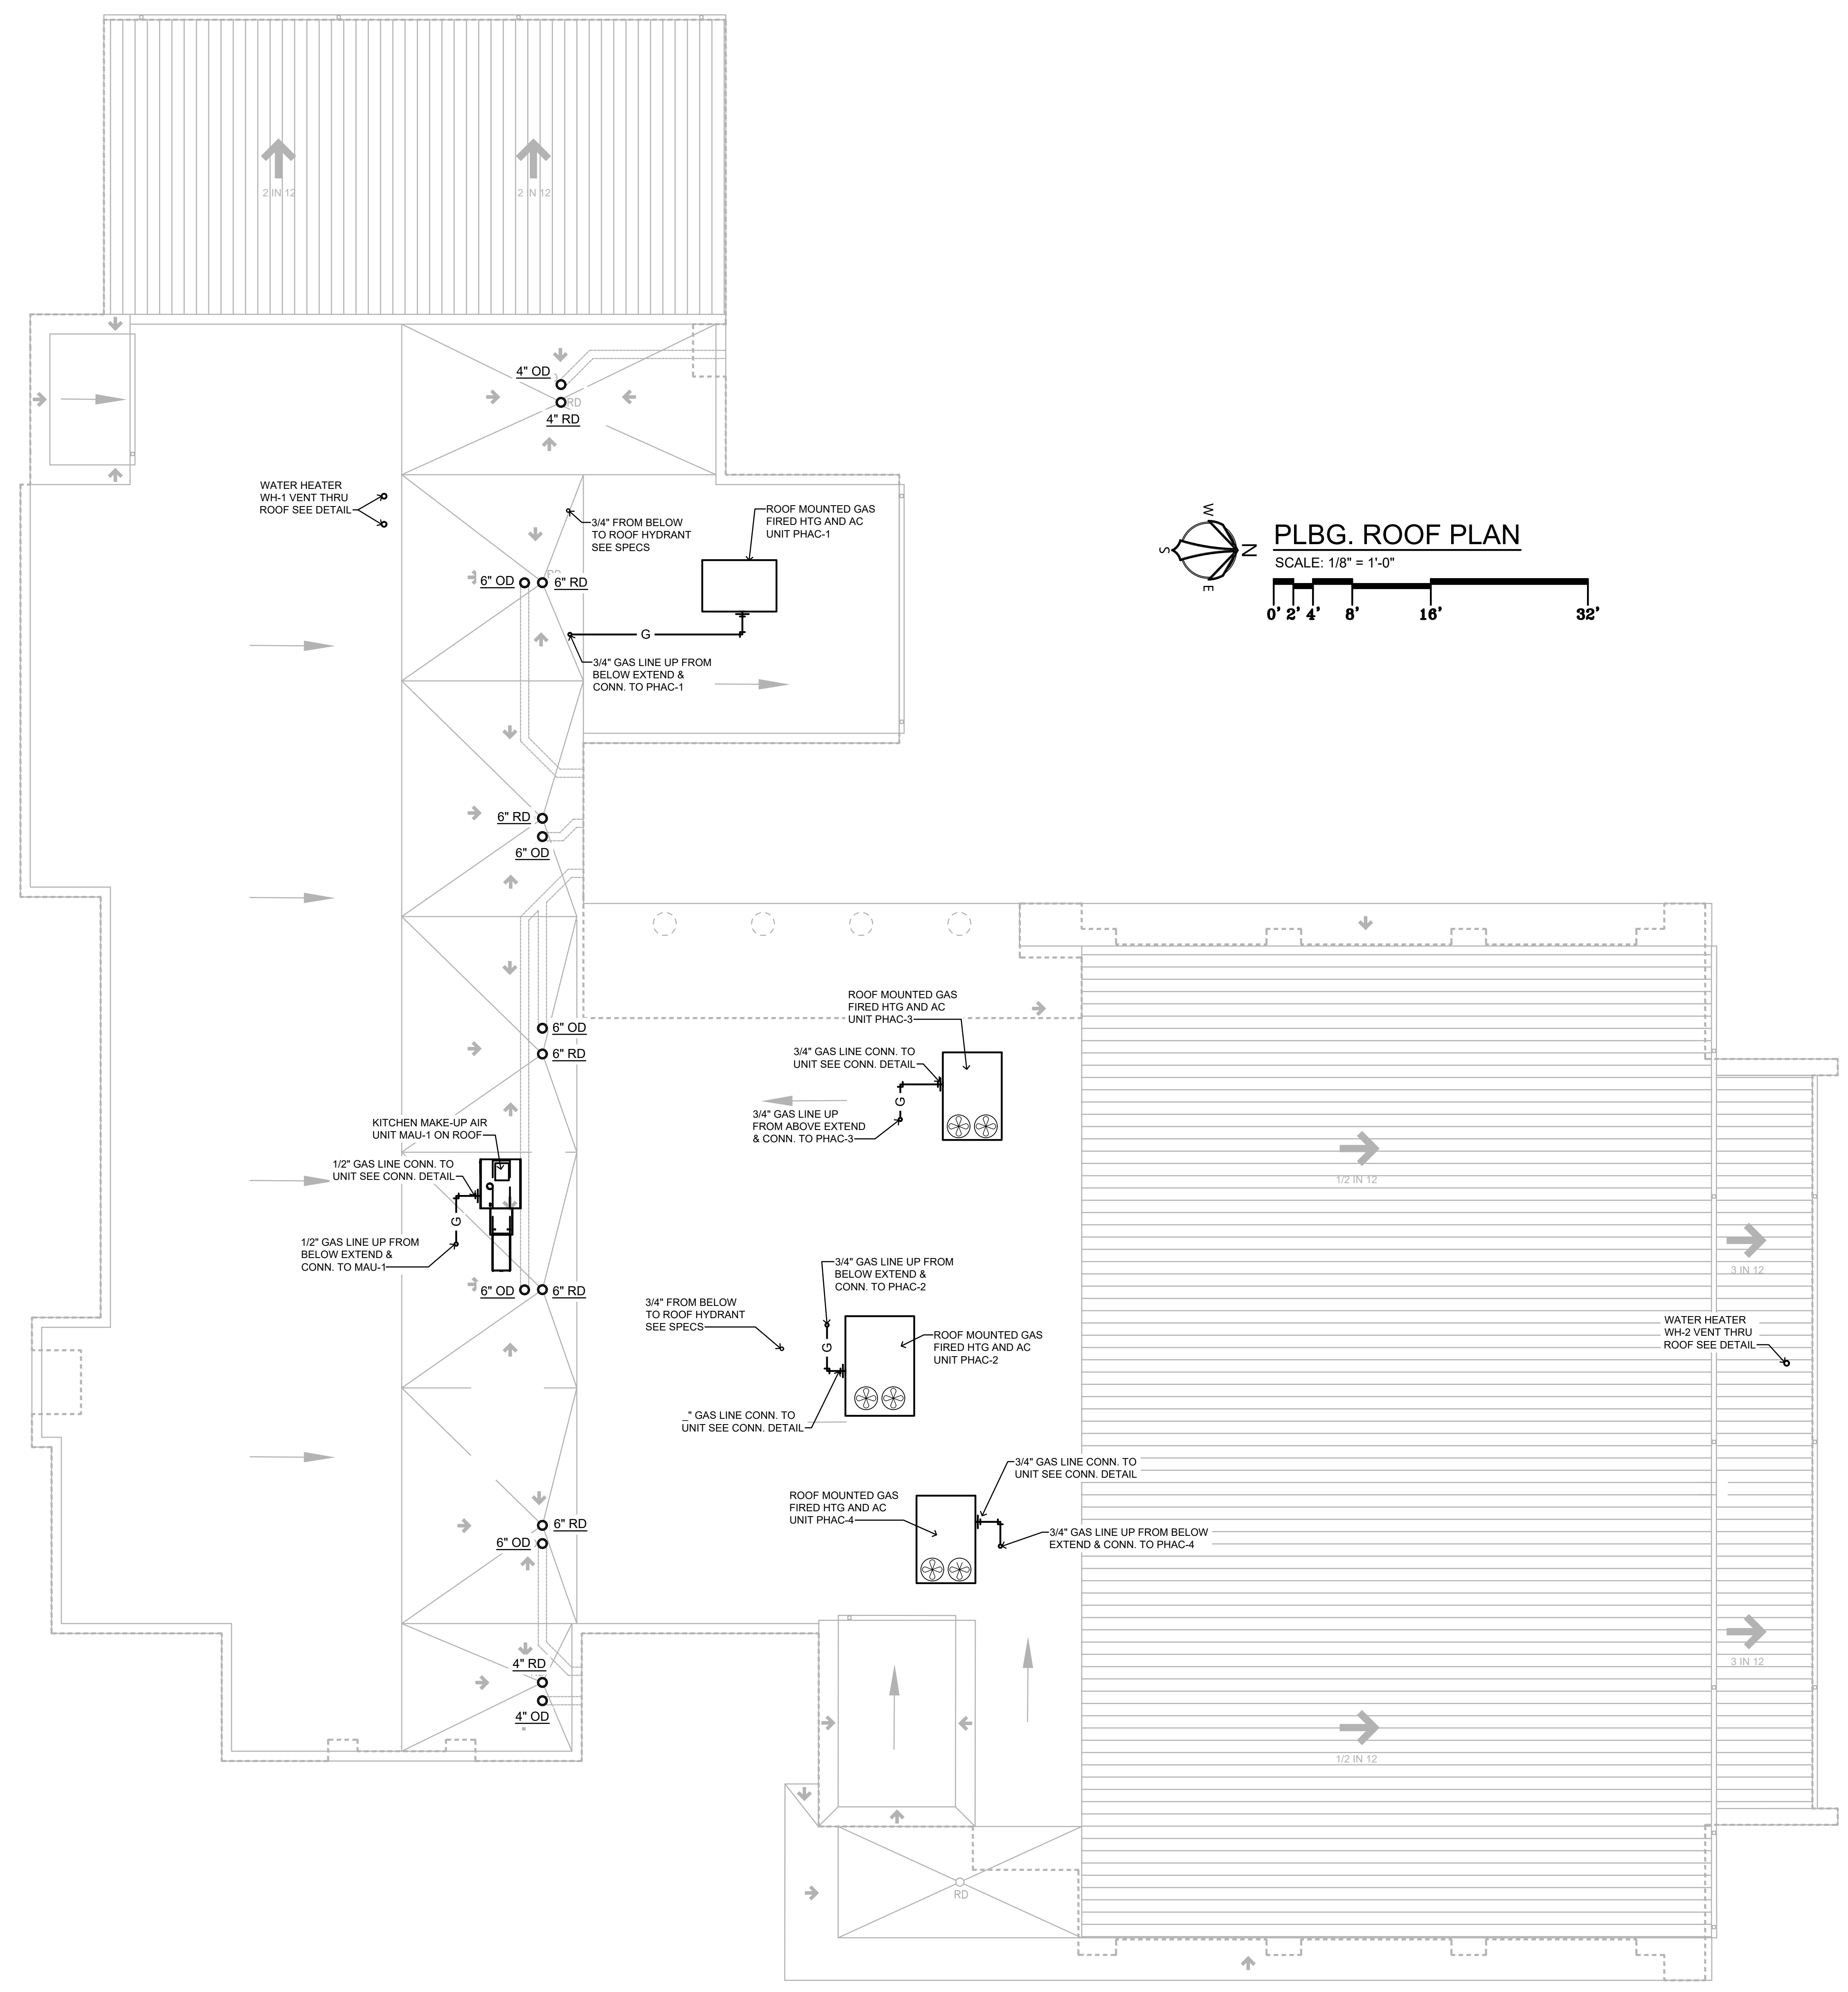 2 IN 12
2 IN 12
4" OD
RD
4" RD
WATER HEATER
WH-1 VENT THRU
ROOF SEE DETAIL
3/4" FROM BELOW
TO ROOF HYDRANT
SEE SPECS
ROOF MOUNTED GAS
FIRED HTG AND AC
UNIT PHAC-1
W
S
N
E
PLBG. ROOF PLAN
SCALE: 1/8" = 1'-0"
0' 2' 4' 8' 16' 32'
6" OD
6" RD
G
3/4" GAS LINE UP FROM
BELOW EXTEND &
CONN. TO PHAC-1
6" RD
6" OD
ROOF MOUNTED GAS
FIRED HTG AND AC
UNIT PHAC-3
6" OD
6" RD
3/4" GAS LINE CONN. TO
UNIT SEE CONN. DETAIL
G
3/4" GAS LINE UP
FROM ABOVE EXTEND
& CONN. TO PHAC-3
KITCHEN MAKE-UP AIR
UNIT MAU-1 ON ROOF
1/2" GAS LINE CONN. TO
UNIT SEE CONN. DETAIL
G
1/2" GAS LINE UP FROM
BELOW EXTEND &
CONN. TO MAU-1
1/2 IN 12
3 IN 12
6" OD
6" RD
3/4" GAS LINE UP FROM
BELOW EXTEND &
CONN. TO PHAC-2
3/4" FROM BELOW
TO ROOF HYDRANT
SEE SPECS
G
ROOF MOUNTED GAS
FIRED HTG AND AC
UNIT PHAC-2
WATER HEATER
WH-2 VENT THRU
ROOF SEE DETAIL
_" GAS LINE CONN. TO
UNIT SEE CONN. DETAIL
3/4" GAS LINE CONN. TO
UNIT SEE CONN. DETAIL
ROOF MOUNTED GAS
FIRED HTG AND AC
UNIT PHAC-4
3/4" GAS LINE UP FROM BELOW
EXTEND & CONN. TO PHAC-4
6" RD
6" OD
4" RD
4" OD
3 IN 12
1/2 IN 12
RD